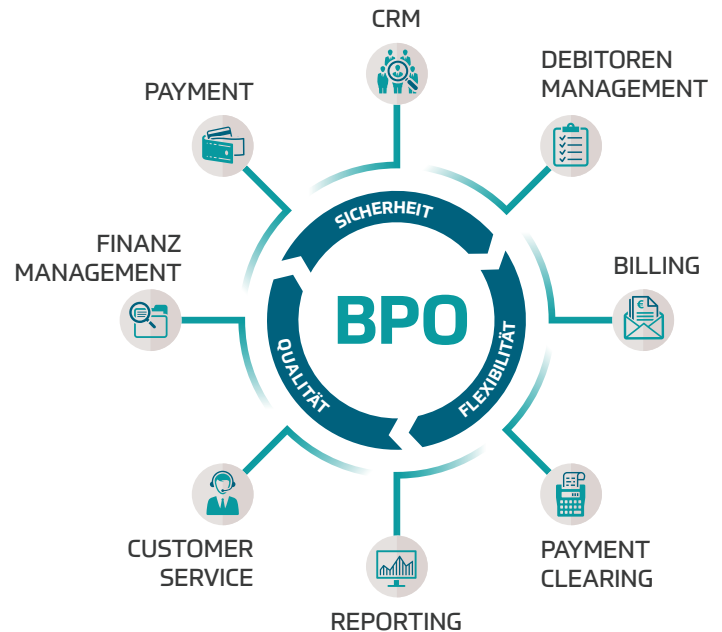 CRM
DEBITOREN
MANAGEMENT
PAYMENT
SICHERHEIT
FINANZ
MANAGEMENT
BILLING
€
BPO
QUALITÄT
FLEXIBILITÄT
CUSTOMER
SERVICE
PAYMENT
CLEARING
REPORTING